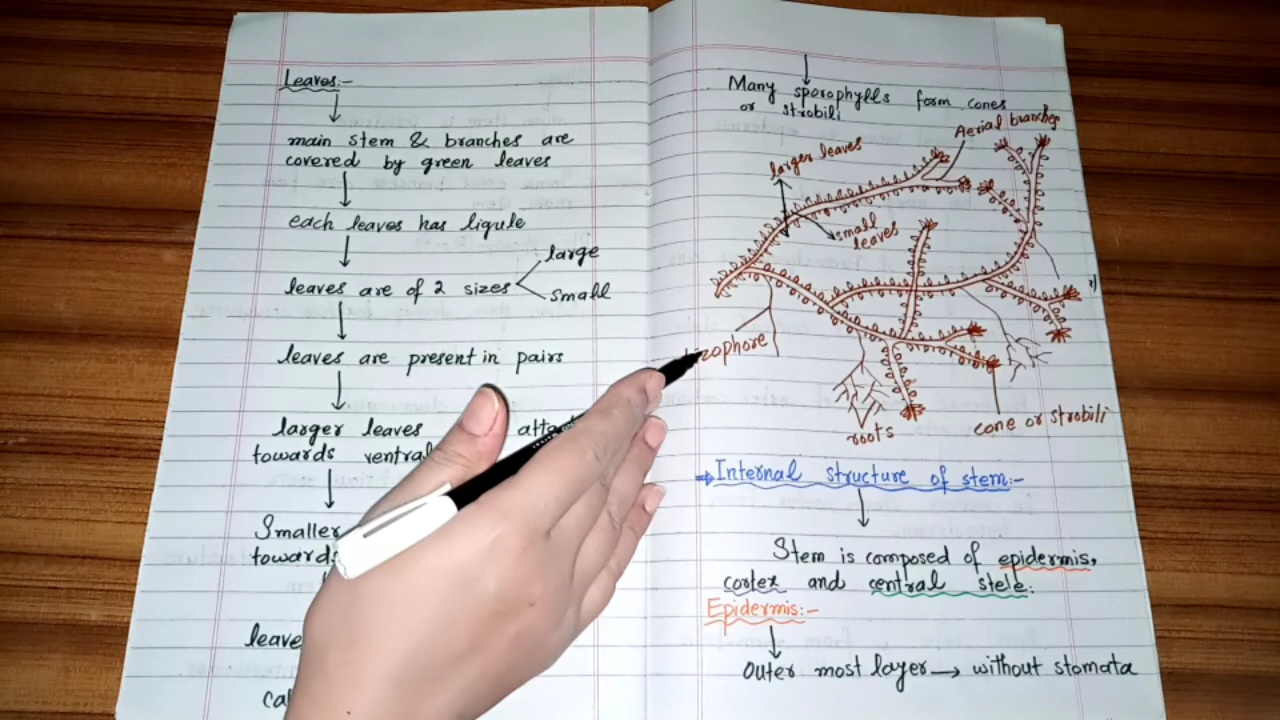 Leaves:-
main stem & branches are
covered by green leaves
each leaves has ligule
leaves are of 2 sizes
large
small
leaves are present in pairs
larger leaves
towards ventral
Smaller
towards
Many sporophylls form cones
or strobili
Aerial branches
larger leaves
small
leaves
roots
cone or strobili
Internal structure of stem:-
Stem is composed of epidermis,
cortex and central stele.
Epidermis:-
Outer most layer → without stomata